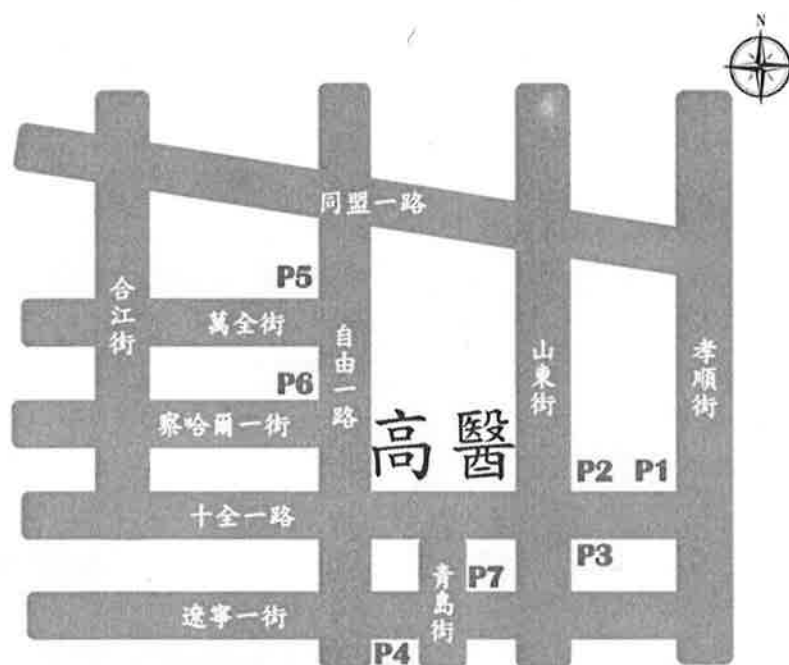 N
同盟一路
P5
合江街
萬全街
自由一路
山東街
孝順街
P6
察哈爾一街
高醫
P2 P1
十全一路
P3
青島街
P7
遼寧一街
P4